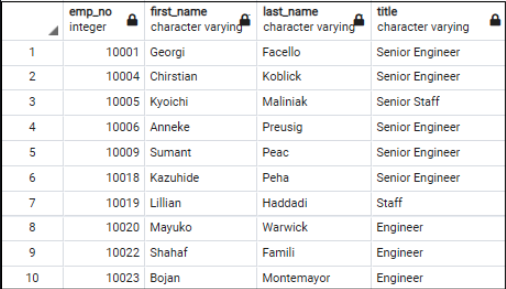 emp_no first_name last_name title
integer character varying character varying character varying
1 10001 Georgi Facello Senior Engineer
2 10004 Chirstian Koblick Senior Engineer
3 10005 Kyoichi Maliniak Senior Staff
4 10006 Anneke Preusig Senior Engineer
5 10009 Sumant Peac Senior Engineer
6 10018 Kazuhide Peha Senior Engineer
7 10019 Lillian Haddadi Staff
8 10020 Mayuko Warwick Engineer
9 10022 Shahaf Famili Engineer
10 10023 Bojan Montemayor Engineer